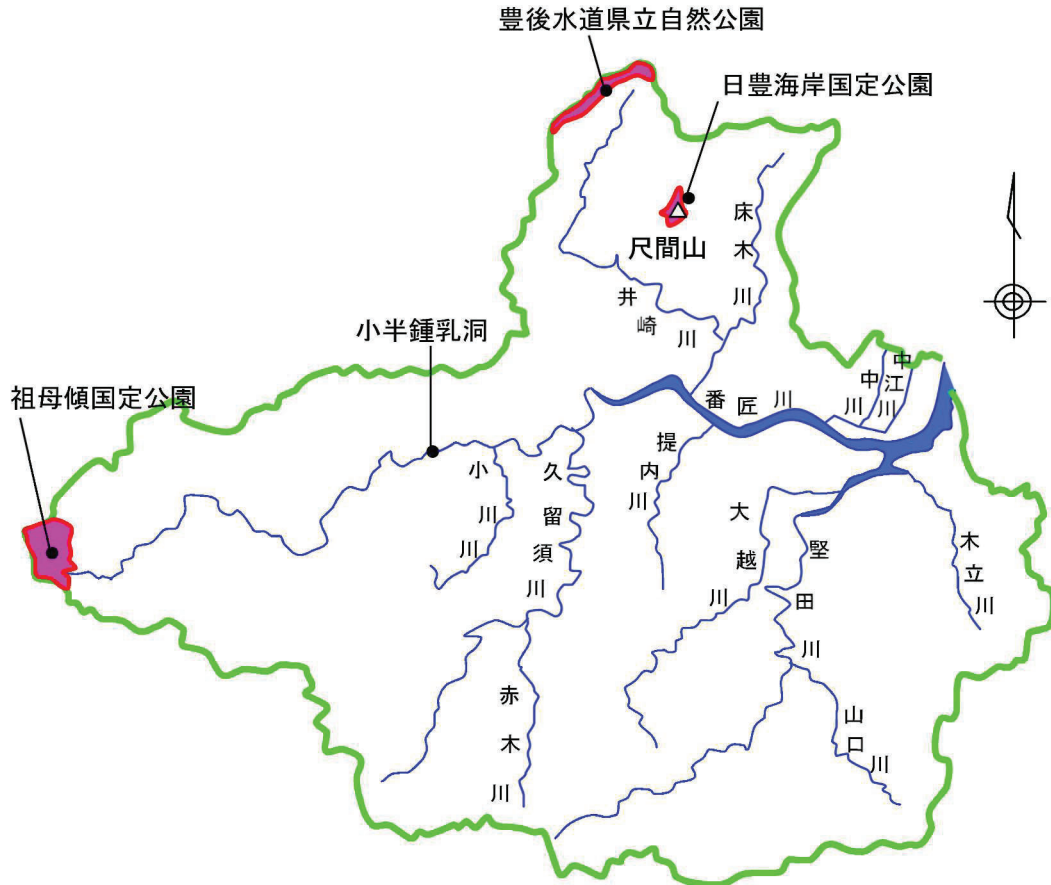 豊後水道県立自然公園
日豊海岸国定公園
尺間山
床木川
井崎川
小半鍾乳洞
祖母傾国定公園
中江川
中川
番匠川
提内川
小川川
久留須川
大越川
堅田川
木立川
赤木川
山口川